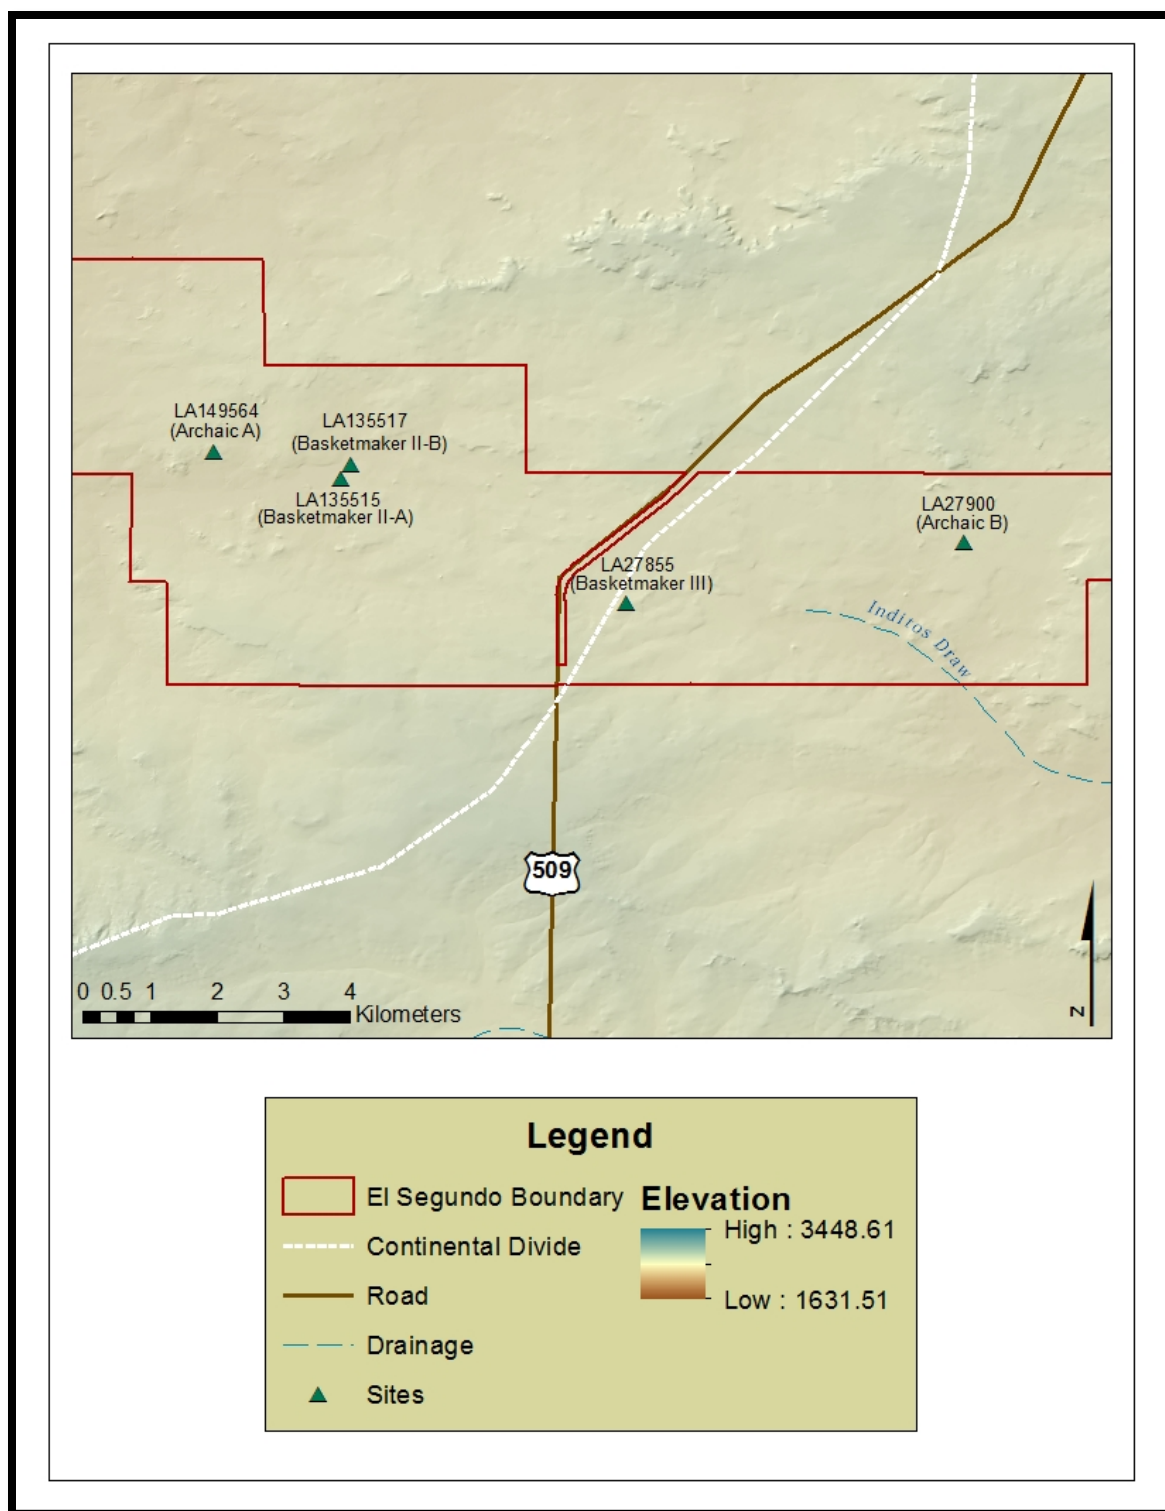 LA149564
(Archaic A)
LA135517
(Basketmaker II-B)
LA135515
(Basketmaker II-A)
LA27900
(Archaic B)
LA27855
(Basketmaker III)
Inditos Draw
509
0 0.5 1 2 3 4
Kilometers
N
Legend
El Segundo Boundary
Continental Divide
Road
Drainage
Sites
Elevation
High : 3448.61
Low : 1631.51